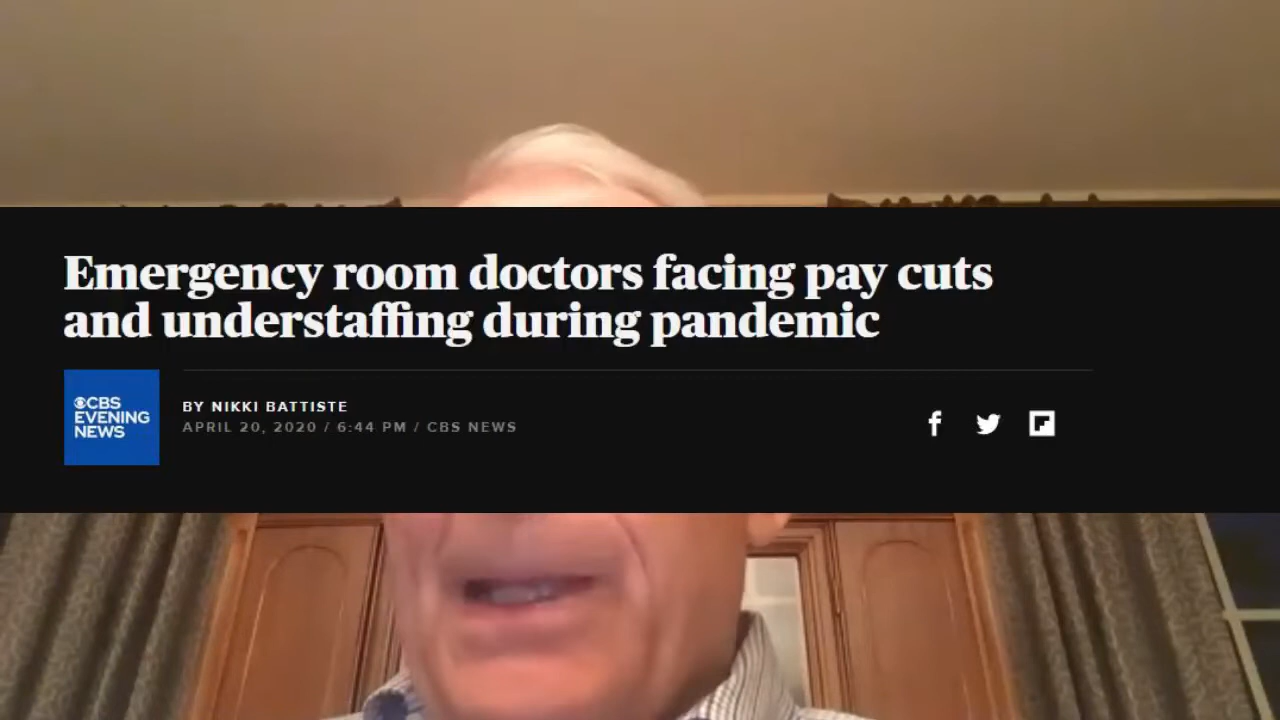 Emergency room doctors facing pay cuts
and understaffing during pandemic
CBS
EVENING
NEWS
BY NIKKI BATTISTE
APRIL 20, 2020 / 6:44 PM / CBS NEWS